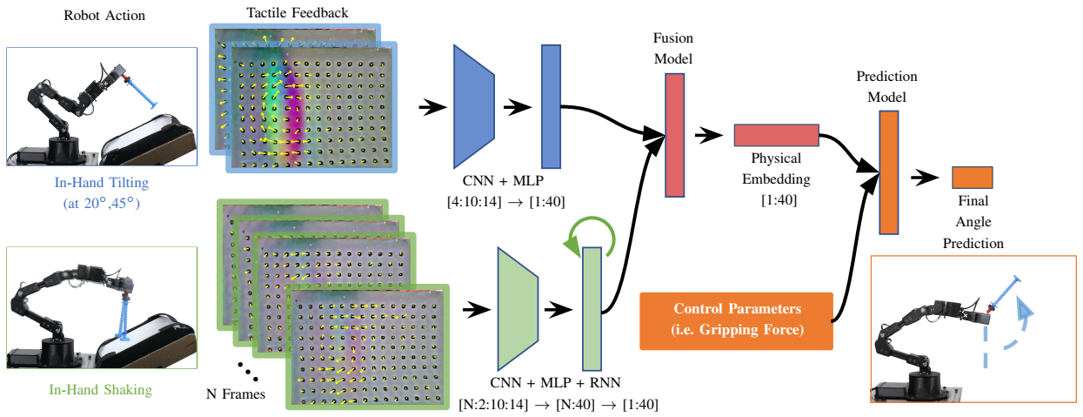 Robot Action
Tactile Feedback
In-Hand Tilting
(at 20°,45°)
CNN + MLP
[4:10:14] → [1:40]
Fusion
Model
Physical
Embedding
[1:40]
Prediction
Model
Final
Angle
Prediction
In-Hand Shaking
N Frames
CNN + MLP + RNN
[N:2:10:14] → [N:40] → [1:40]
Control Parameters
(i.e. Gripping Force)